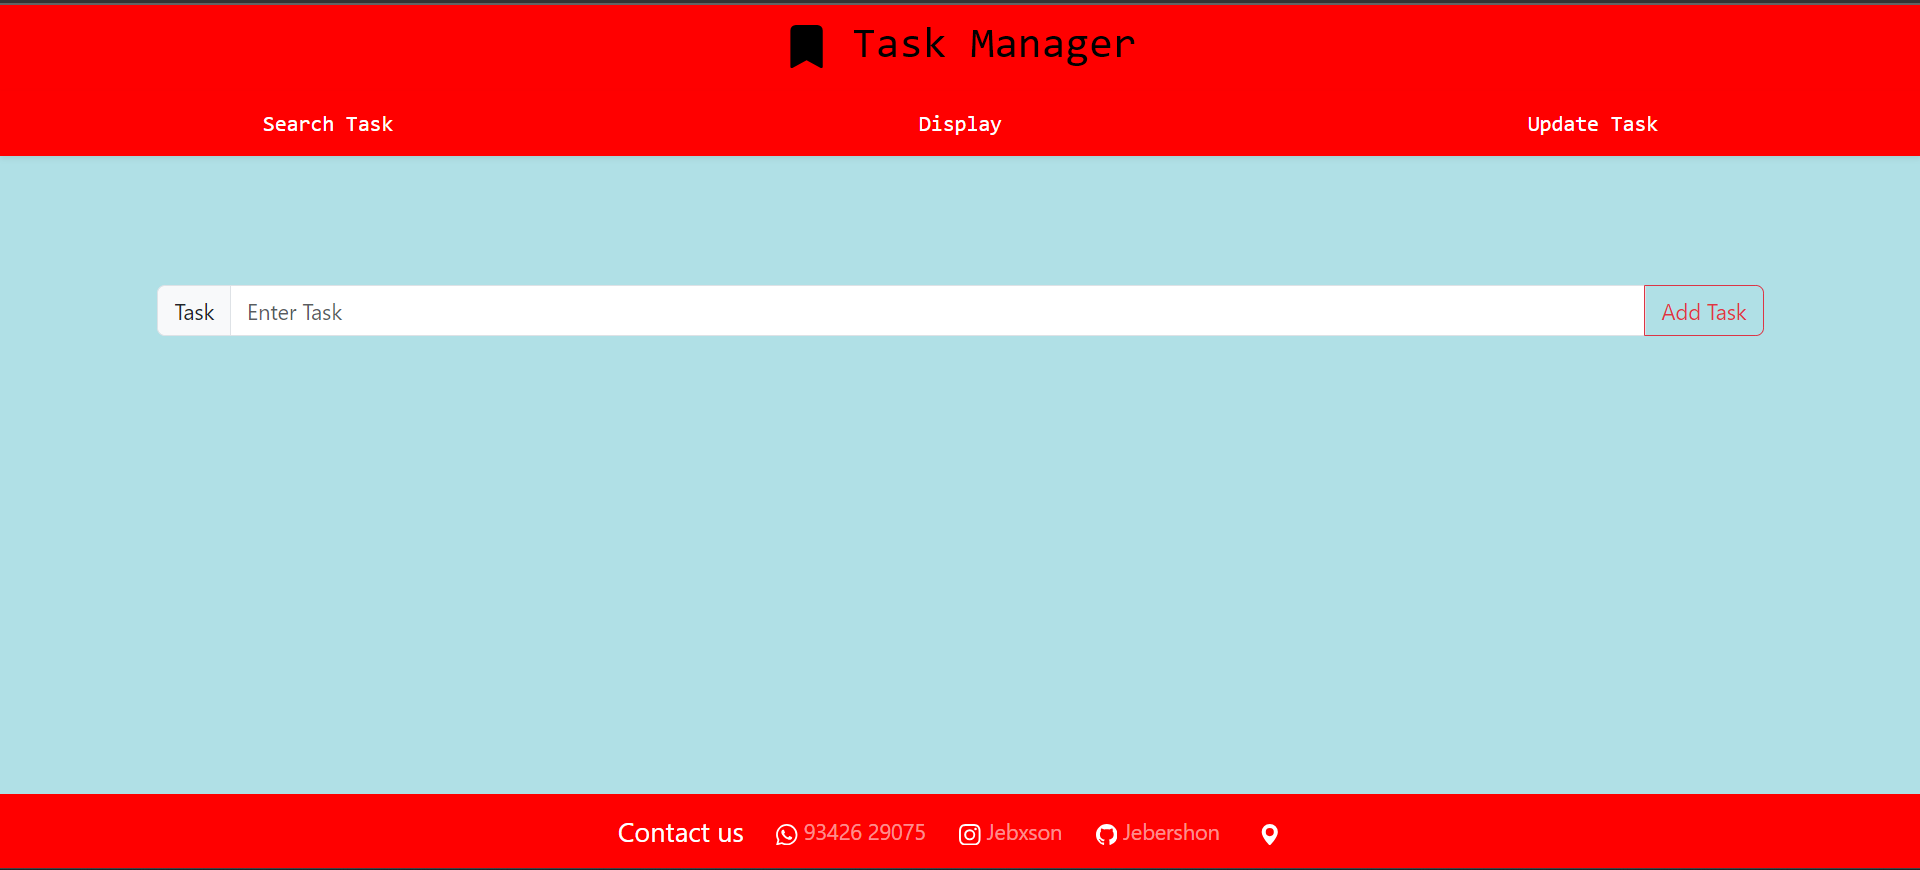 Task Manager
Search Task Display Update Task
Task Enter Task Add Task
Contact us 93426 29075 Jebxson Jebershon